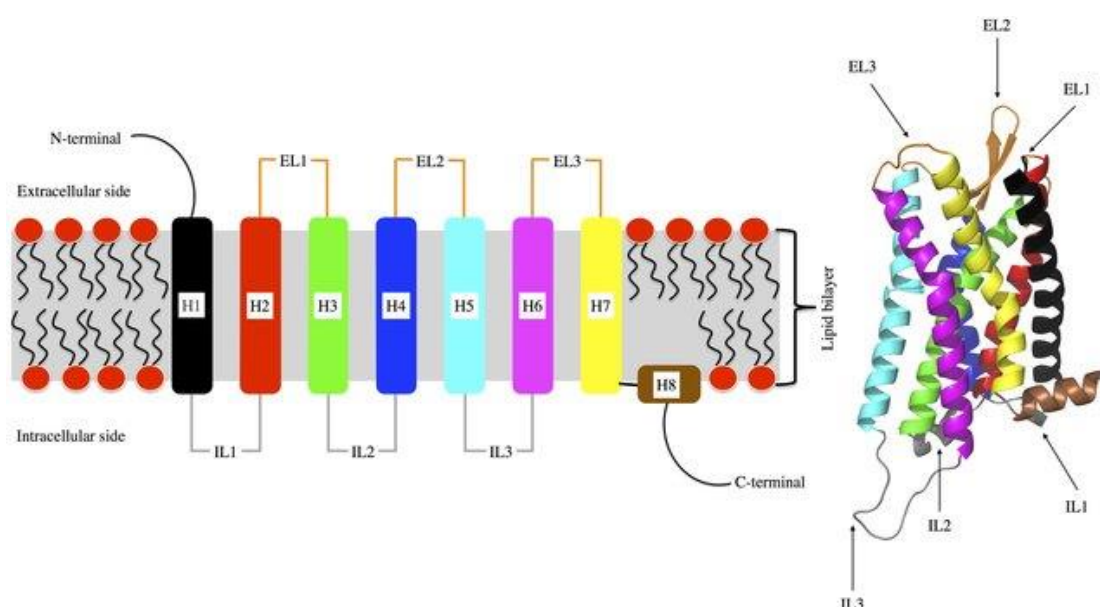 N-terminal
Extracellular side
EL1
EL2
EL3
H1
H2
H3
H4
H5
H6
H7
H8
Lipid bilayer
Intracellular side
IL1
IL2
IL3
C-terminal
EL2
EL3
EL1
IL1
IL2
IL3